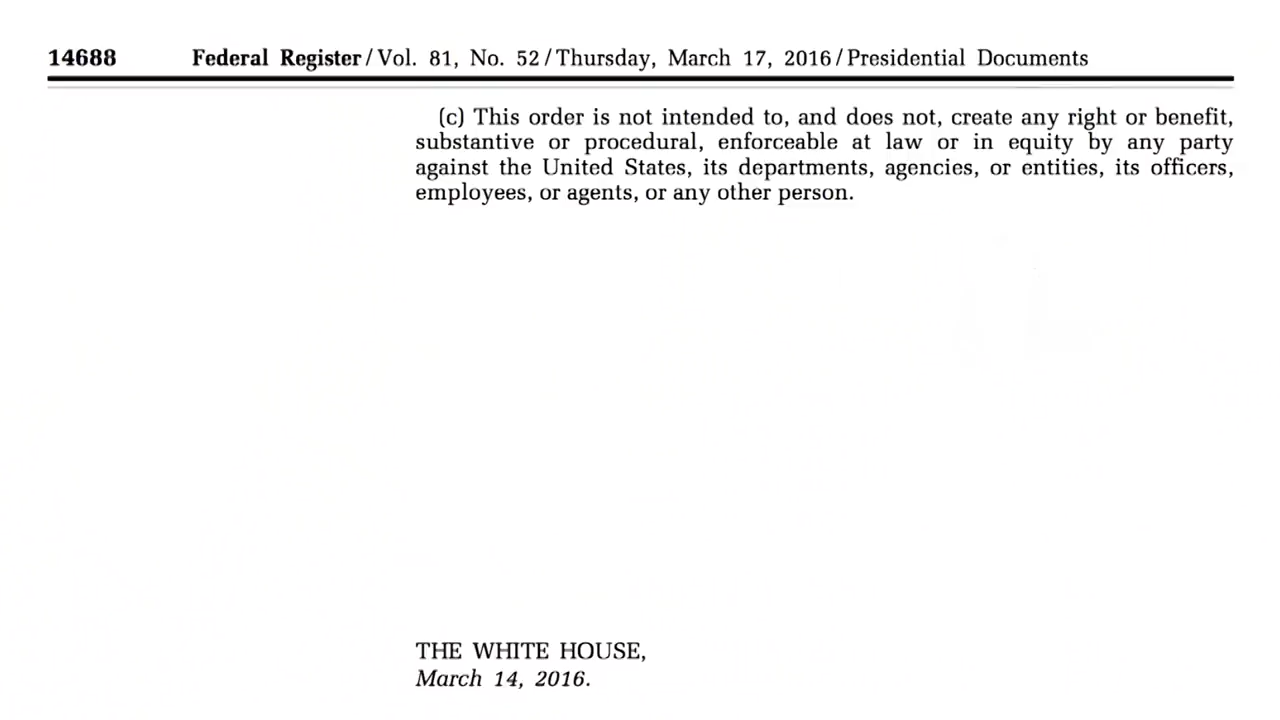 14688 Federal Register/Vol. 81, No. 52/Thursday, March 17, 2016/Presidential Documents
(c) This order is not intended to, and does not, create any right or benefit,
substantive or procedural, enforceable at law or in equity by any party
against the United States, its departments, agencies, or entities, its officers,
employees, or agents, or any other person.
THE WHITE HOUSE,
March 14, 2016.